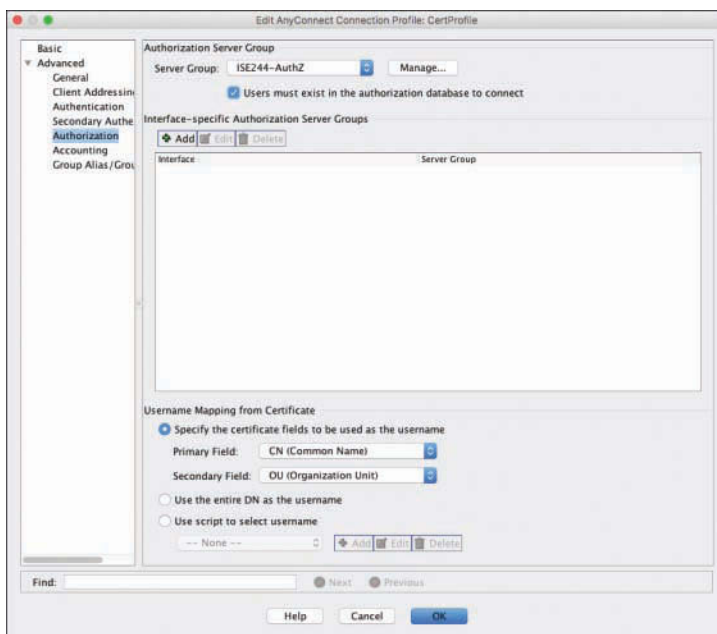 Edit AnyConnect Connection Profile: CertProfile
Basic
Advanced
General
Client Addressin
Authentication
Secondary Authe
Authorization
Accounting
Group Alias/Grou
Authorization Server Group
Server Group: ISE244-AuthZ Manage...
Users must exist in the authorization database to connect
Interface-specific Authorization Server Groups
Add Edit Delete
Interface Server Group
Username Mapping from Certificate
Specify the certificate fields to be used as the username
Primary Field: CN (Common Name)
Secondary Field: OU (Organization Unit)
Use the entire DN as the username
Use script to select username
-- None -- Add Edit Delete
Find: Next Previous
Help Cancel OK